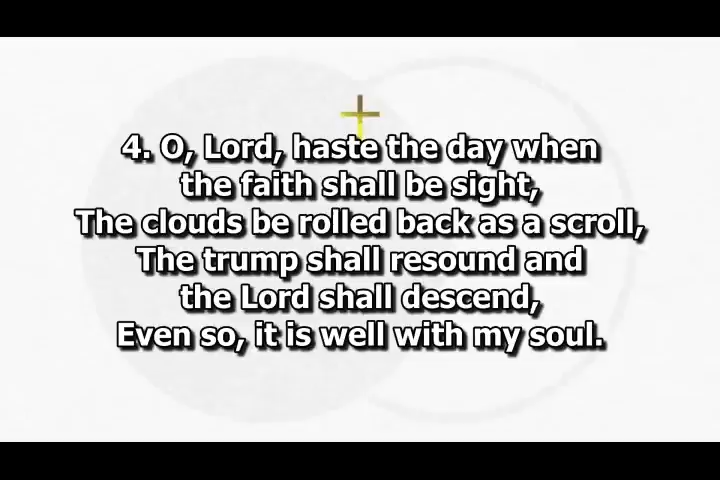 4. O, Lord, haste the day when
the faith shall be sight,
The clouds be rolled back as a scroll,
The trump shall resound and
the Lord shall descend,
Even so, it is well with my soul.